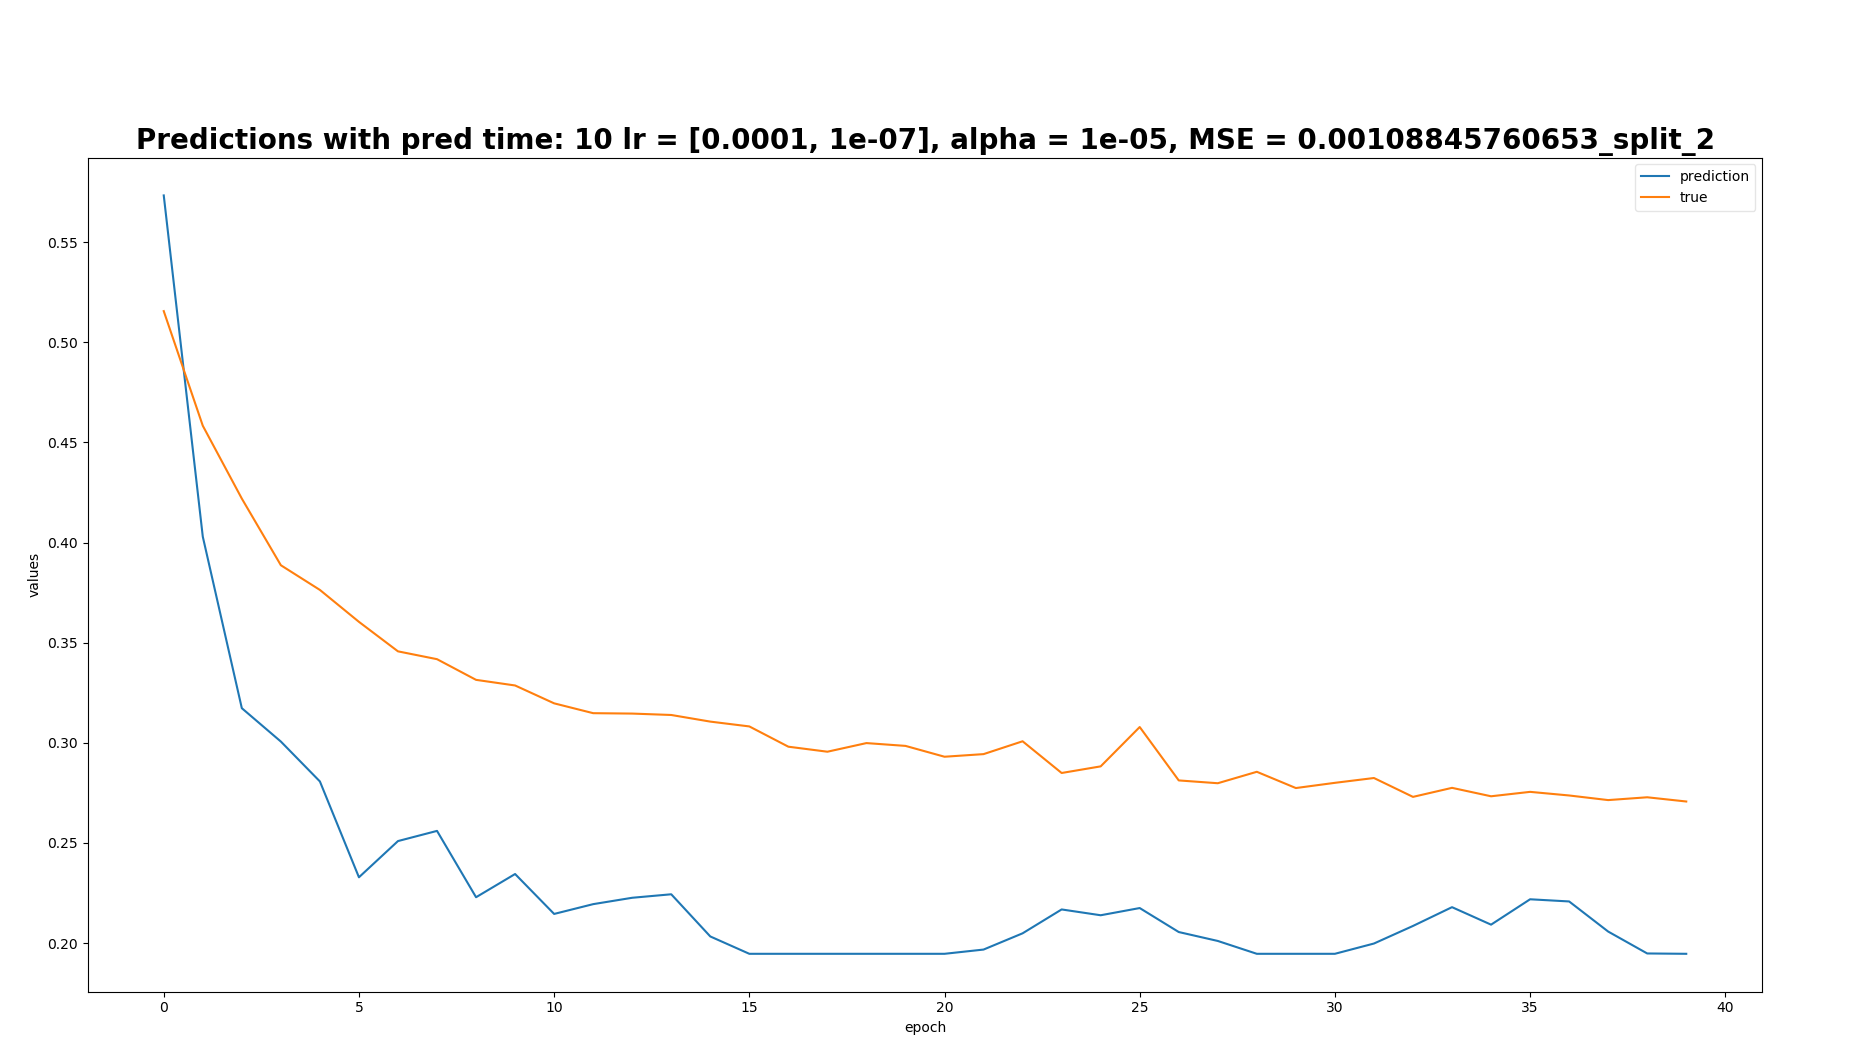 Predictions with pred time: 10 lr = [0.0001, 1e-07], alpha = 1e-05, MSE = 0.00108845760653_split_2
prediction
true
0.55
0.50
0.45
0.40
0.35
0.30
0.25
0.20
values
0 5 10 15 20 25 30 35 40
epoch